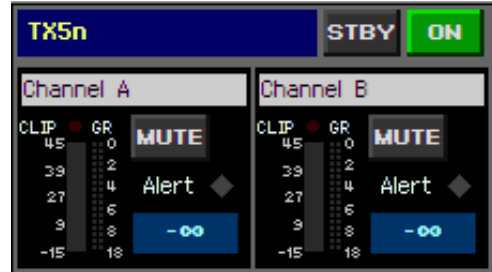 TX5n STBY ON
Channel A Channel B
CLIP GR CLIP GR
45 0 MUTE 45 0 MUTE
39 2 39 2
27 4 Alert 27 4 Alert
9 6 9 6
-15 8 -∞ -15 8 -∞
18 18